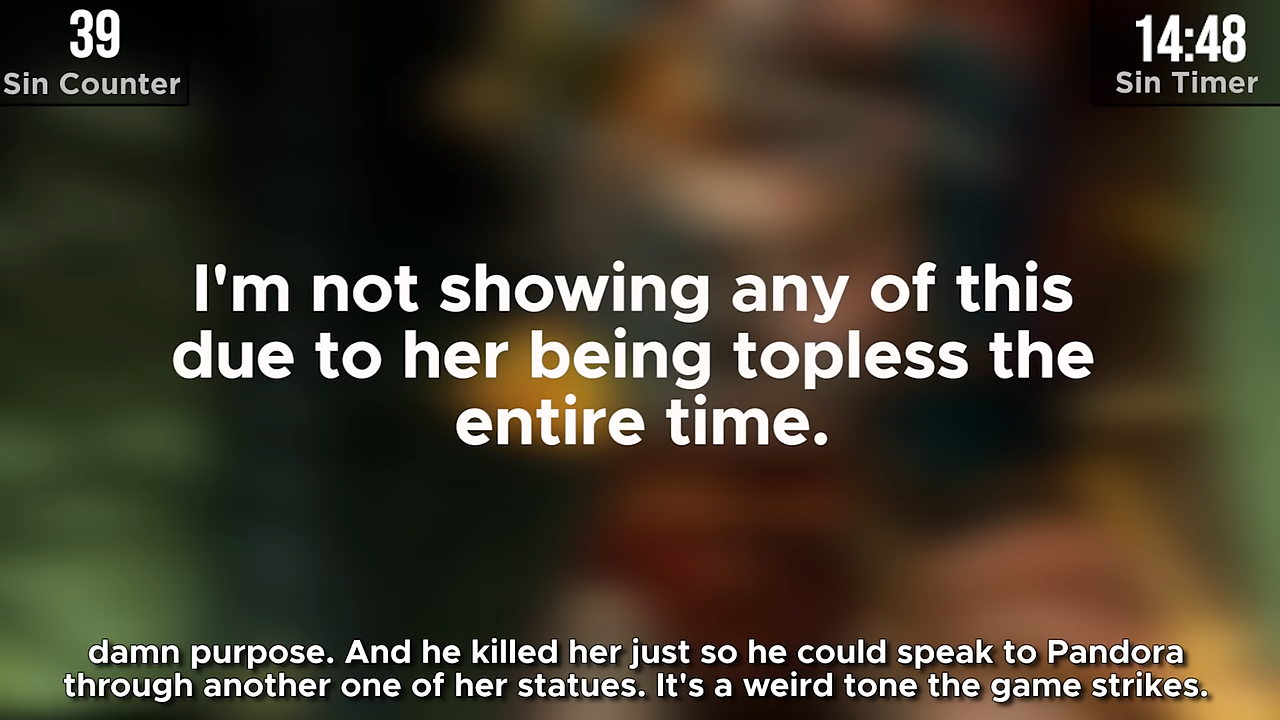 39
Sin Counter
14:48
Sin Timer
I'm not showing any of this
due to her being topless the
entire time.
damn purpose. And he killed her just so he could speak to Pandora
through another one of her statues. It's a weird tone the game strikes.